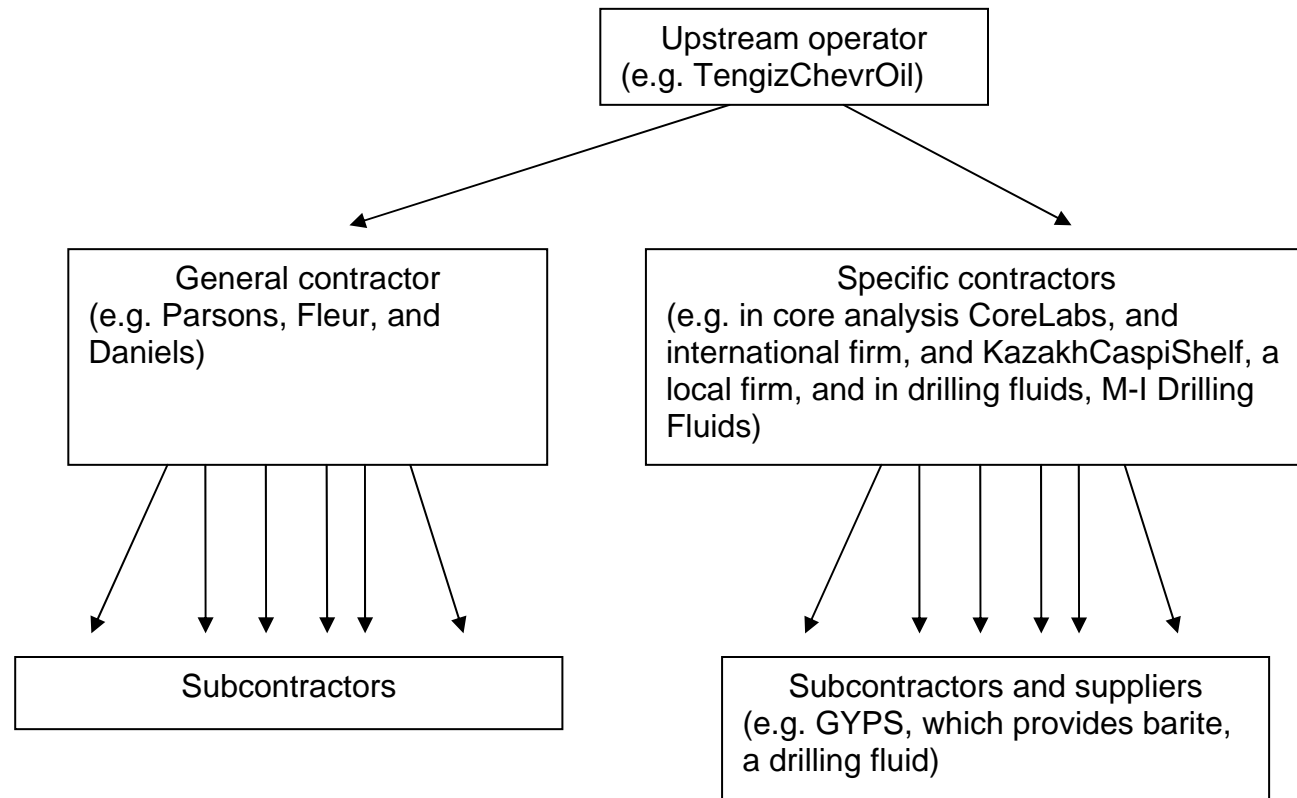 Upstream operator
(e.g. TengizChevrOil)
General contractor
(e.g. Parsons, Fleur, and
Daniels)
Specific contractors
(e.g. in core analysis CoreLabs, and
international firm, and KazakhCaspiShelf, a
local firm, and in drilling fluids, M-I Drilling
Fluids)
Subcontractors
Subcontractors and suppliers
(e.g. GYPS, which provides barite,
a drilling fluid)